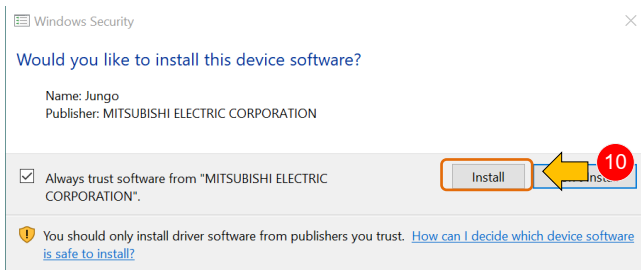 Windows Security
Would you like to install this device software?
Name: Jungo
Publisher: MITSUBISHI ELECTRIC CORPORATION
Always trust software from "MITSUBISHI ELECTRIC
CORPORATION".
Install
10
You should only install driver software from publishers you trust. How can I decide which device software
is safe to install?